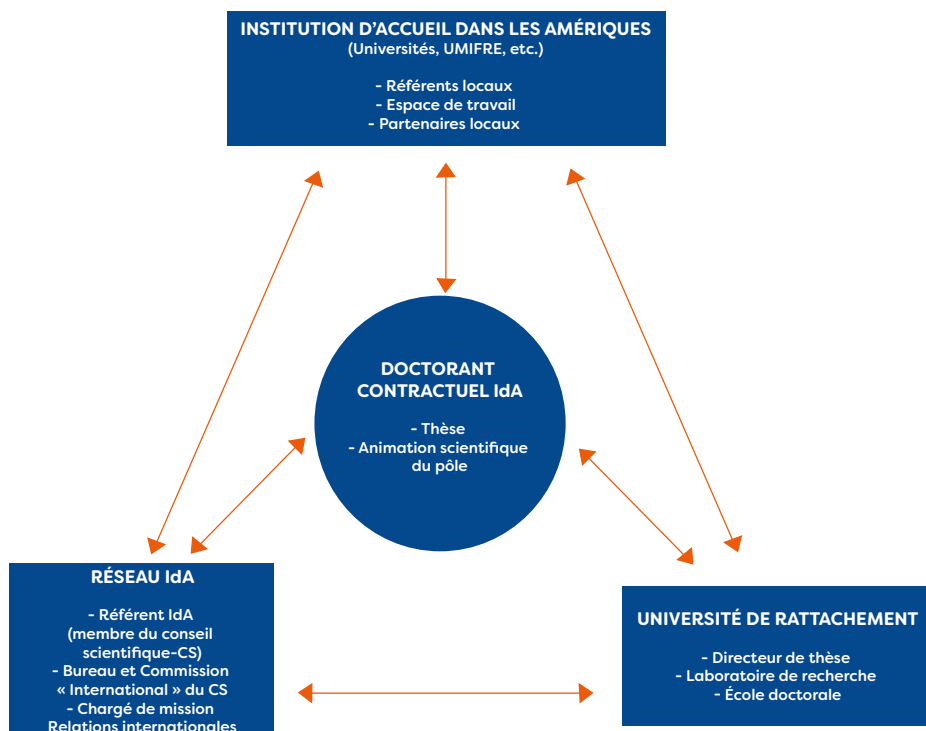 INSTITUTION D’ACCUEIL DANS LES AMÉRIQUES
(Universités, UMIFRE, etc.)
- Référents locaux
- Espace de travail
- Partenaires locaux
DOCTORANT
CONTRACTUEL IdA
- Thèse
- Animation scientifique
du pôle
RÉSEAU IdA
- Référent IdA
(membre du conseil
scientifique-CS)
- Bureau et Commission
« International » du CS
- Chargé de mission
Relations internationales
UNIVERSITÉ DE RATTACHEMENT
- Directeur de thèse
- Laboratoire de recherche
- École doctorale